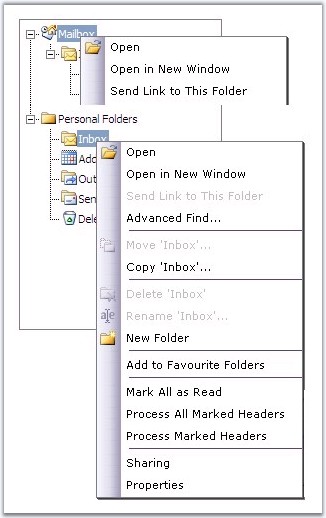 Mailbox
Open
Open in New Window
Send Link to This Folder
Personal Folders
Inbox
Add
Out
Sen
Dele
Open
Open in New Window
Send Link to This Folder
Advanced Find...
Move 'Inbox'...
Copy 'Inbox'...
Delete 'Inbox'
Rename 'Inbox'...
New Folder
Add to Favourite Folders
Mark All as Read
Process All Marked Headers
Process Marked Headers
Sharing
Properties